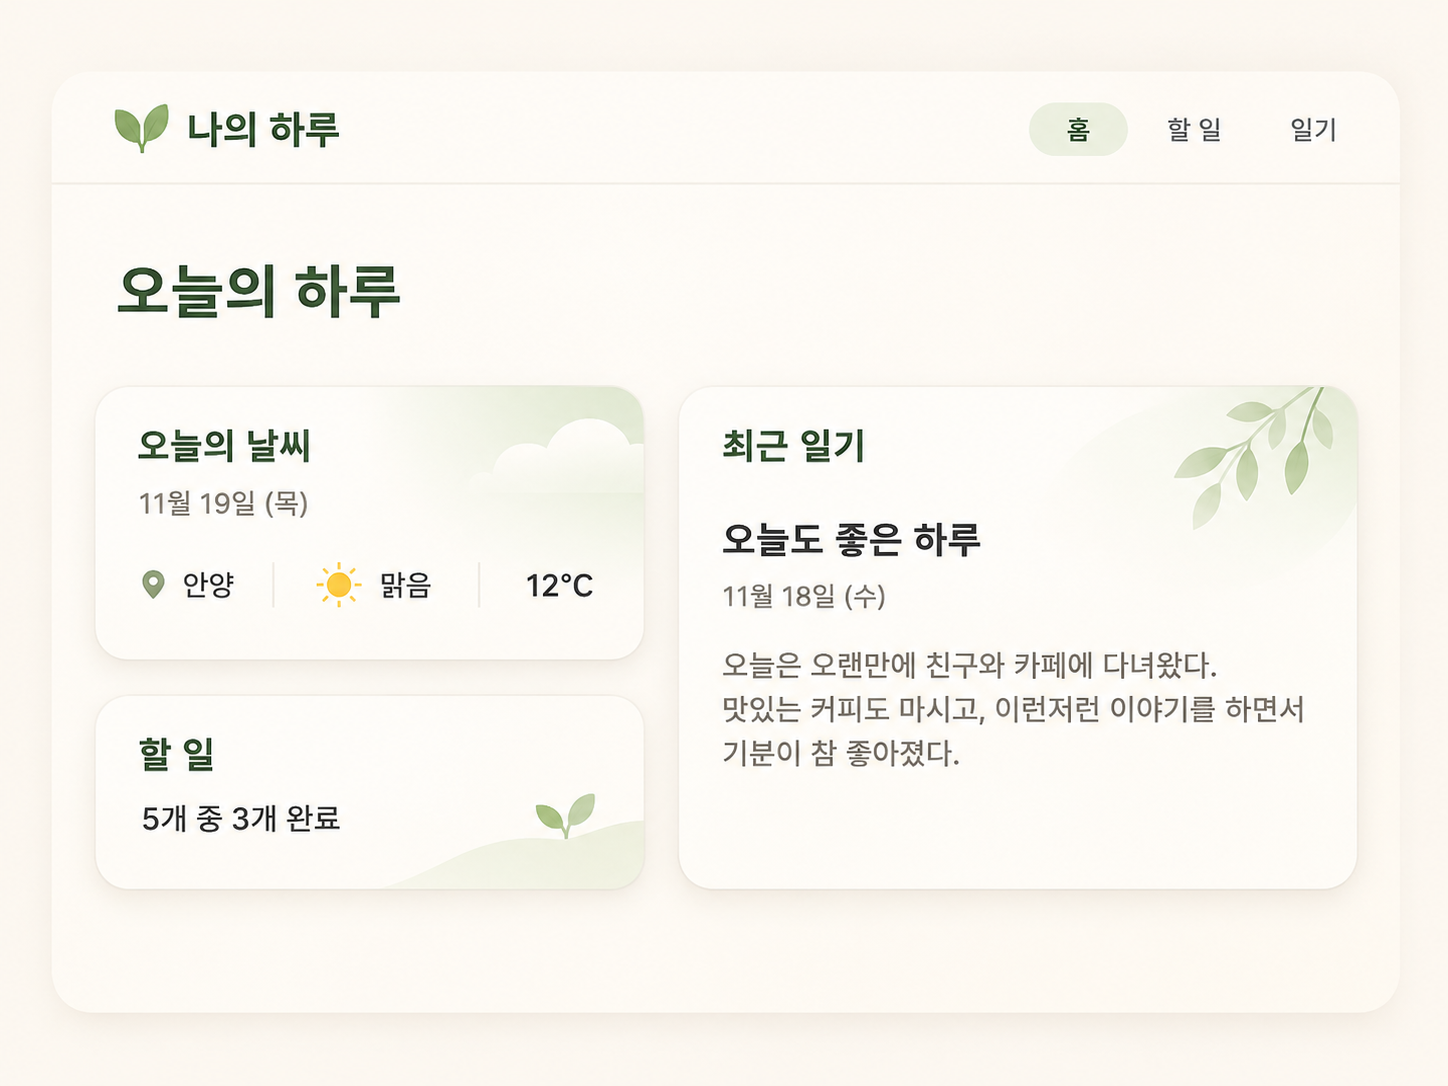 나의 하루
홈
할 일
일기
오늘의 하루
오늘의 날씨
11월 19일 (목)
안양
맑음
12°C
할 일
5개 중 3개 완료
최근 일기
오늘도 좋은 하루
11월 18일 (수)
오늘은 오랜만에 친구와 카페에 다녀왔다.
맛있는 커피도 마시고, 이런저런 이야기를 하면서
기분이 참 좋아졌다.